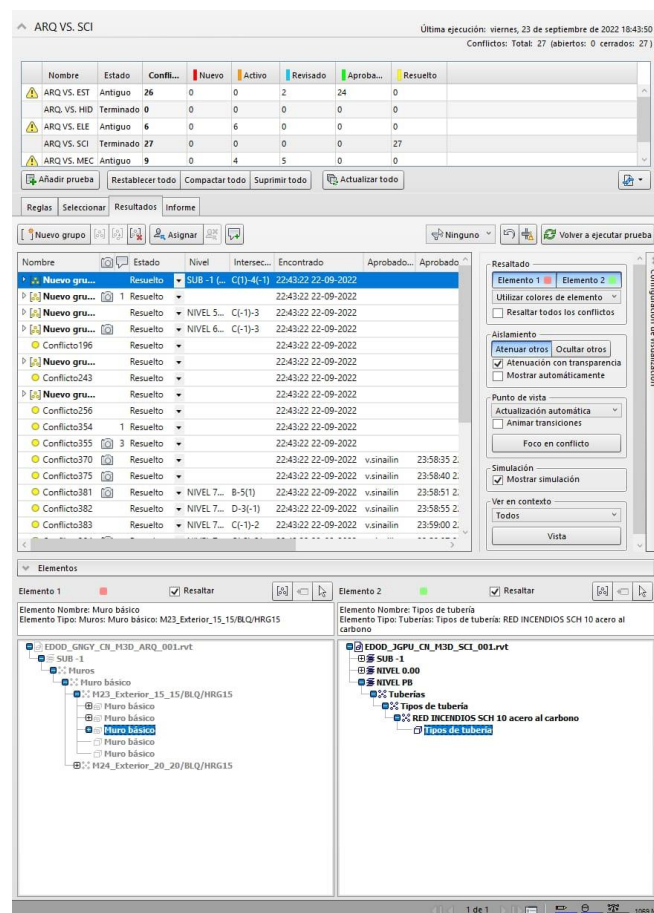 ARQ VS. SCI
Última ejecución: viernes, 23 de septiembre de 2022 18:43:50
Conflictos: Total: 27 (abiertos: 0 cerrados: 27)
Nombre Estado Confli... Nuevo Activo Revisado Aproba... Resuelto
ARQ VS. EST Antiguo 26 0 0 2 24 0
ARQ. VS. HID Terminado 0 0 0 0 0 0
ARQ VS. ELE Antiguo 6 0 6 0 0 0
ARQ VS. SCI Terminado 27 0 0 0 0 27
ARQ VS. MEC Antiguo 9 0 4 5 0 0
Añadir prueba Restablecer todo Compactar todo Suprimir todo Actualizar todo
Reglas Seleccionar Resultados Informe
Nuevo grupo Asignar Ninguno Volver a ejecutar prueba
Nombre Estado Nivel Intersec... Encontrado Aprobado... Aprobado
Nuevo gru... Resuelto SUB -1 (... C(1)-4(-1) 22:43:22 22-09-2022
Nuevo gru... 1 Resuelto 22:43:22 22-09-2022
Nuevo gru... Resuelto NIVEL 5... C(-1)-3 22:43:22 22-09-2022
Nuevo gru... Resuelto NIVEL 6... C(-1)-3 22:43:22 22-09-2022
Conflicto196 Resuelto 22:43:22 22-09-2022
Nuevo gru... Resuelto 22:43:22 22-09-2022
Conflicto243 Resuelto 22:43:22 22-09-2022
Nuevo gru... Resuelto 22:43:22 22-09-2022
Conflicto256 Resuelto 22:43:22 22-09-2022
Conflicto354 1 Resuelto 22:43:22 22-09-2022
Conflicto355 3 Resuelto 22:43:22 22-09-2022
Conflicto370 Resuelto 22:43:22 22-09-2022 v.sinailin 23:58:35 2
Conflicto375 Resuelto 22:43:22 22-09-2022 v.sinailin 23:58:40 2
Conflicto381 Resuelto NIVEL 7... B-5(1) 22:43:22 22-09-2022 v.sinailin 23:58:51 2
Conflicto382 Resuelto NIVEL 7... D-3(-1) 22:43:22 22-09-2022 v.sinailin 23:58:55 2
Conflicto383 Resuelto NIVEL 7... C(-1)-2 22:43:22 22-09-2022 v.sinailin 23:59:00 2
Resaltado
Elemento 1 Elemento 2
Utilizar colores de elemento
Resaltar todos los conflictos
Aislamiento
Atenuar otros Ocultar otros
Atenuación con transparencia
Mostrar automáticamente
Punto de vista
Actualización automática
Animar transiciones
Foco en conflicto
Simulación
Mostrar simulación
Ver en contexto
Todos
Vista
Configuración de visualización
Elementos
Elemento 1 Resaltar
Elemento Nombre: Muro básico
Elemento Tipo: Muros: Muro básico: M23_Exterior_15_15/BLQ/HRG15
EDOD_GNGY_CN_M3D_ARQ_001.rvt
SUB -1
Muros
Muro básico
M23_Exterior_15_15/BLQ/HRG15
Muro básico
Muro básico
Muro básico
Muro básico
Muro básico
M24_Exterior_20_20/BLQ/HRG15
Elemento 2 Resaltar
Elemento Nombre: Tipos de tubería
Elemento Tipo: Tuberías: Tipos de tubería: RED INCENDIOS SCH 10 acero al
carbono
EDOD_JGPU_CN_M3D_SCI_001.rvt
SUB -1
NIVEL 0.00
NIVEL PB
Tuberías
Tipos de tubería
RED INCENDIOS SCH 10 acero al carbono
Tipos de tubería
1 de 1